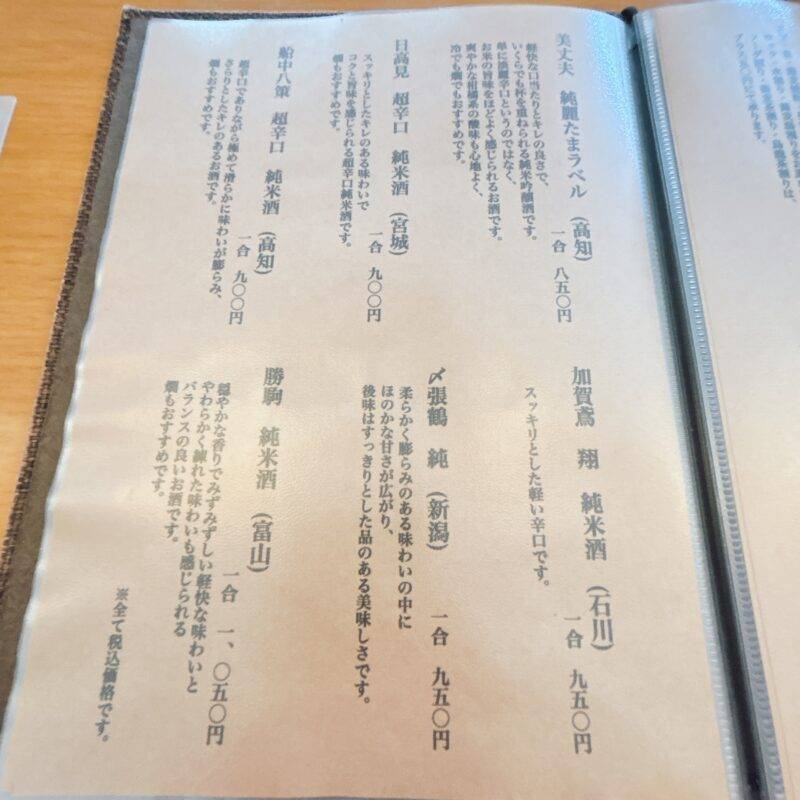 美丈夫 純麗たまラベル (高知)
一合 八五〇円
軽快な口当たりとキレの良さで、
いくらでも杯を重ねられる純米吟醸酒です。
単に淡麗辛口というのではなく、
お米の旨味をほどよく感じられるお酒です。
爽やかな柑橘系の酸味も心地よく、
冷でも燗でもおすすめです。
日高見 超辛口 純米酒 (宮城)
一合 九〇〇円
スッキリとしたキレのある味わいで
コクと旨味を感じられる超辛口純米酒です。
燗もおすすめです。
船中八策 超辛口 純米酒 (高知)
一合 九〇〇円
超辛口でありながら極めて滑らかに味わいが膨らみ、
さらりとしたキレのあるお酒です。
燗もおすすめです。
加賀鳶 翔 純米酒 (石川)
一合 九五〇円
スッキリとした軽い辛口です。
〆張鶴 純 (新潟)
一合 九五〇円
柔らかく膨らみのある味わいの中に
ほのかな甘さが広がり、
後味はすっきりとした品のある美味しさです。
勝駒 純米酒 (富山)
一合 一、〇五〇円
穏やかな香りでみずみずしい軽快な味わいと
やわらかく練れた味わいも感じられる
バランスの良いお酒です。
燗もおすすめです。
※全て税込価格です。